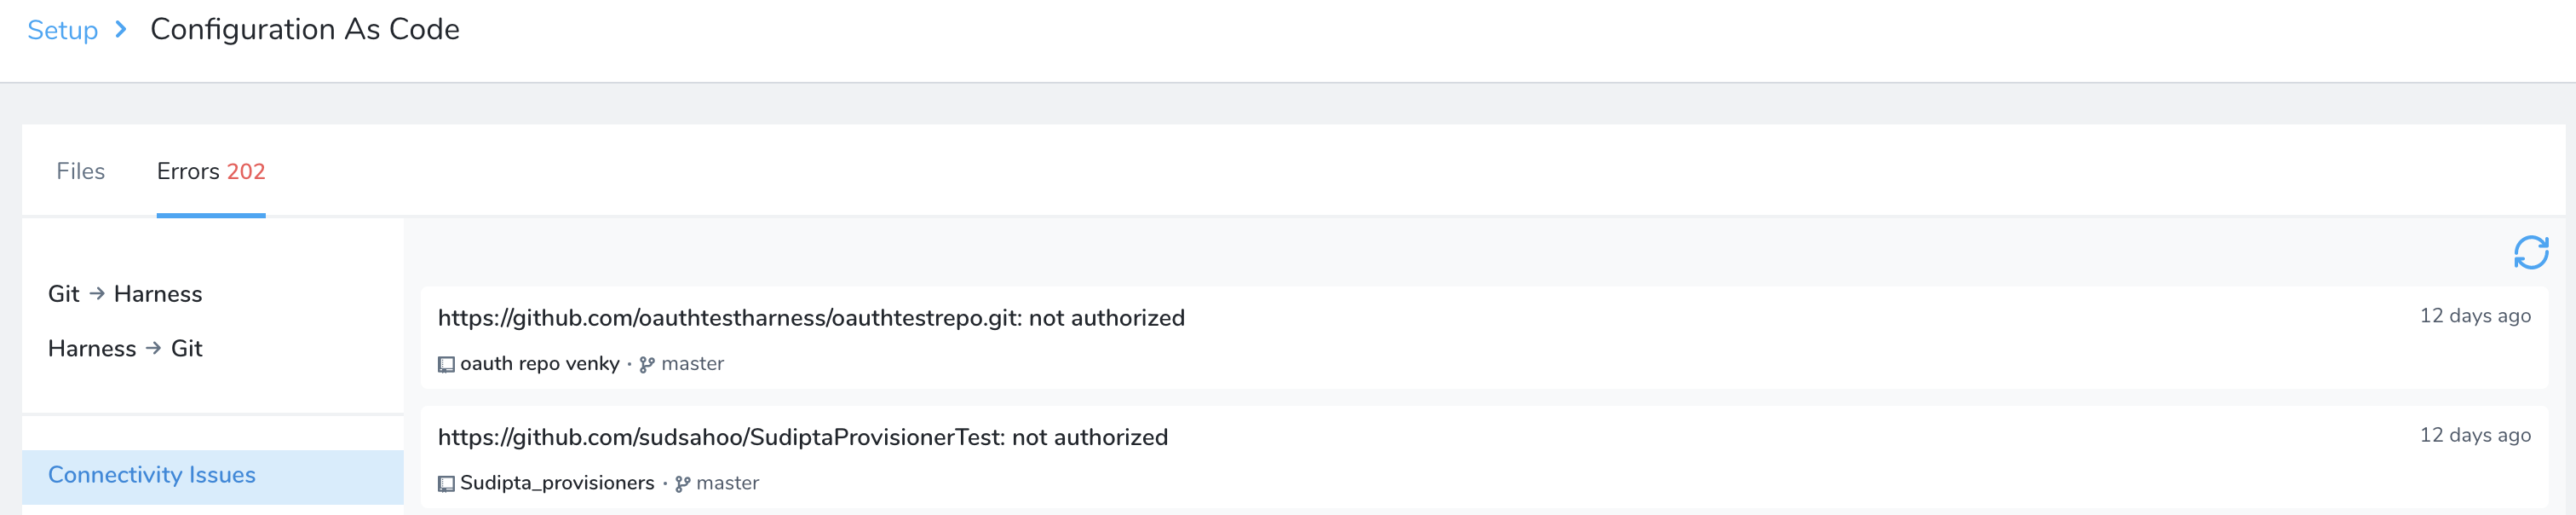 Setup > Configuration As Code
Files Errors 202
Git → Harness
Harness → Git
Connectivity Issues
https://github.com/oauthtestharness/oauthtestrepo.git: not authorized
12 days ago
oauth repo venky · master
https://github.com/sudsahoo/SudiptaProvisionerTest: not authorized
12 days ago
Sudipta_provisioners · master